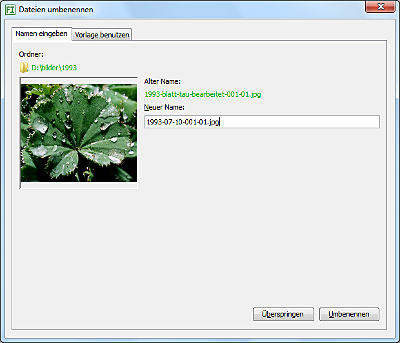 FI Dateien umbenennen
Namen eingeben Vorlage benutzen
Ordner:
D:\bilder\1993
Alter Name:
1993-blatt-tau-bearbeitet-001-01.jpg
Neuer Name:
1993-07-10-001-01.jpg
Überspringen Umbenennen